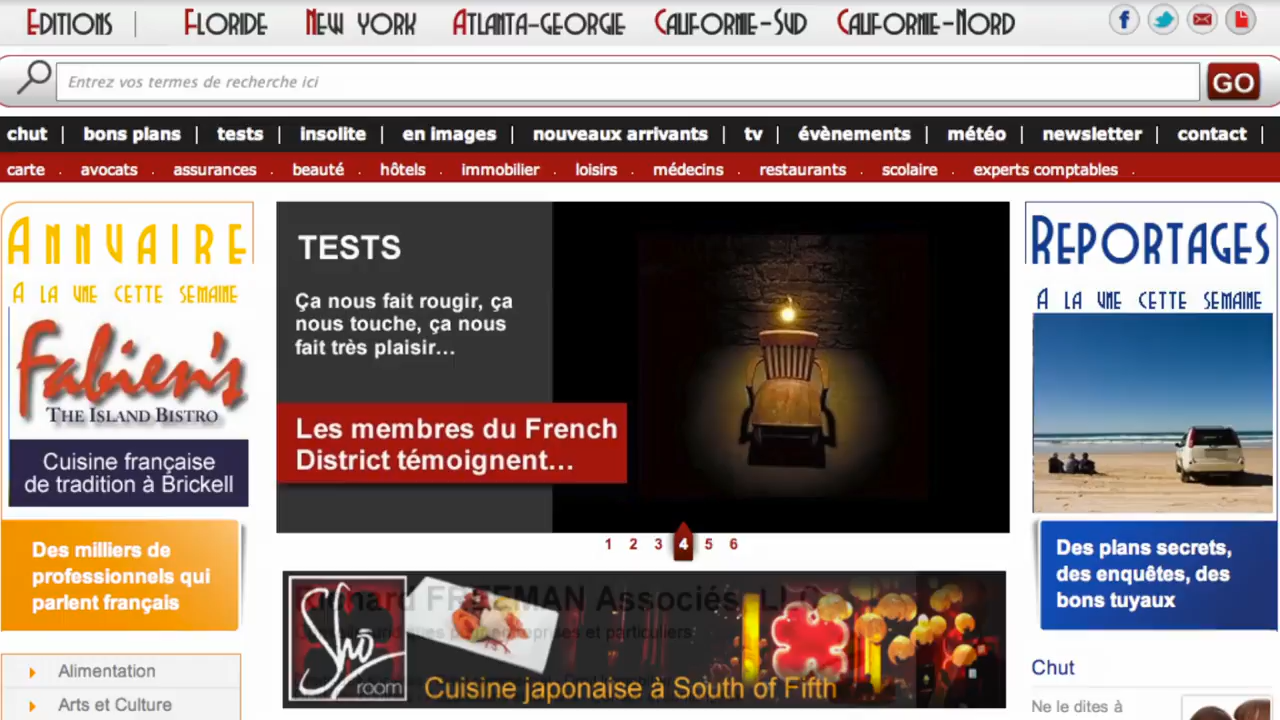 EDITIONS | FLORIDE NEW YORK ATLANTA-GEORGIE CALIFORNIE-SUD CALIFORNIE-NORD
Entrez vos termes de recherche ici GO
chut | bons plans | tests | insolite | en images | nouveaux arrivants | tv | évènements | météo | newsletter | contact |
carte . avocats . assurances . beauté . hôtels . immobilier . loisirs . médecins . restaurants . scolaire . experts comptables .
ANNUAIRE
A LA UNE CETTE SEMAINE
Fabien's
THE ISLAND BISTRO
Cuisine française
de tradition à Brickell
Des milliers de
professionnels qui
parlent français
Alimentation
Arts et Culture
TESTS
Ça nous fait rougir, ça
nous touche, ça nous
fait très plaisir...
Les membres du French
District témoignent...
1 2 3 4 5 6
FREEMAN Associés, LLC
Sho
room
Cuisine japonaise à South of Fifth
REPORTAGES
A LA UNE CETTE SEMAINE
Des plans secrets,
des enquêtes, des
bons tuyaux
Chut
Ne le dites à